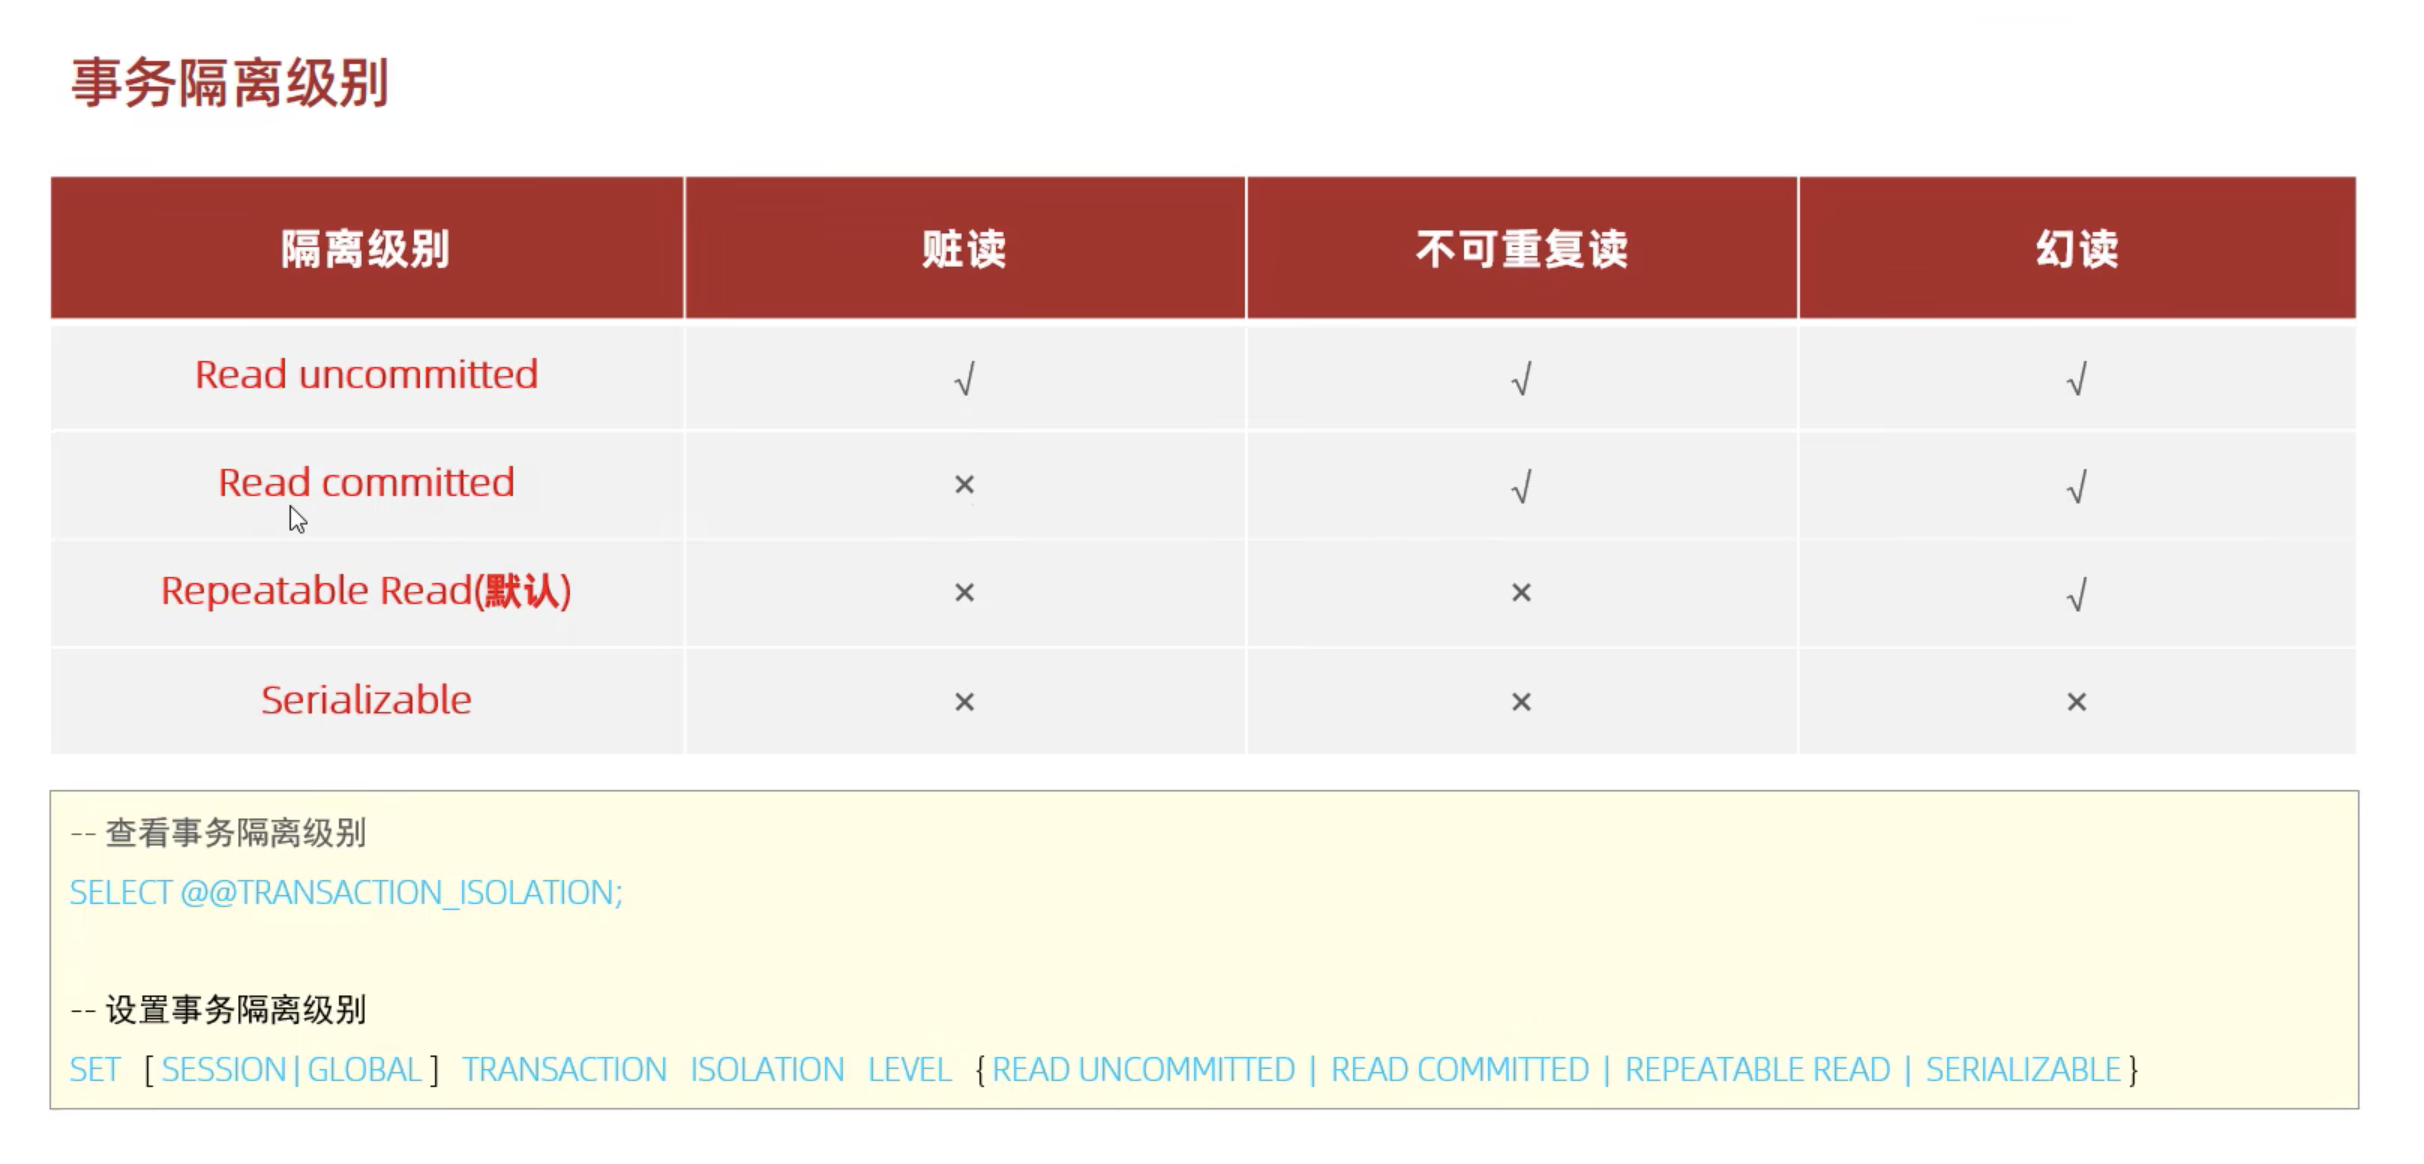 事务隔离级别
隔离级别 脏读 不可重复读 幻读
Read uncommitted √ √ √
Read committed × √ √
Repeatable Read(默认) × × √
Serializable × × ×
-- 查看事务隔离级别
SELECT @@TRANSACTION_ISOLATION;
-- 设置事务隔离级别
SET [ SESSION | GLOBAL ] TRANSACTION ISOLATION LEVEL { READ UNCOMMITTED | READ COMMITTED | REPEATABLE READ | SERIALIZABLE }